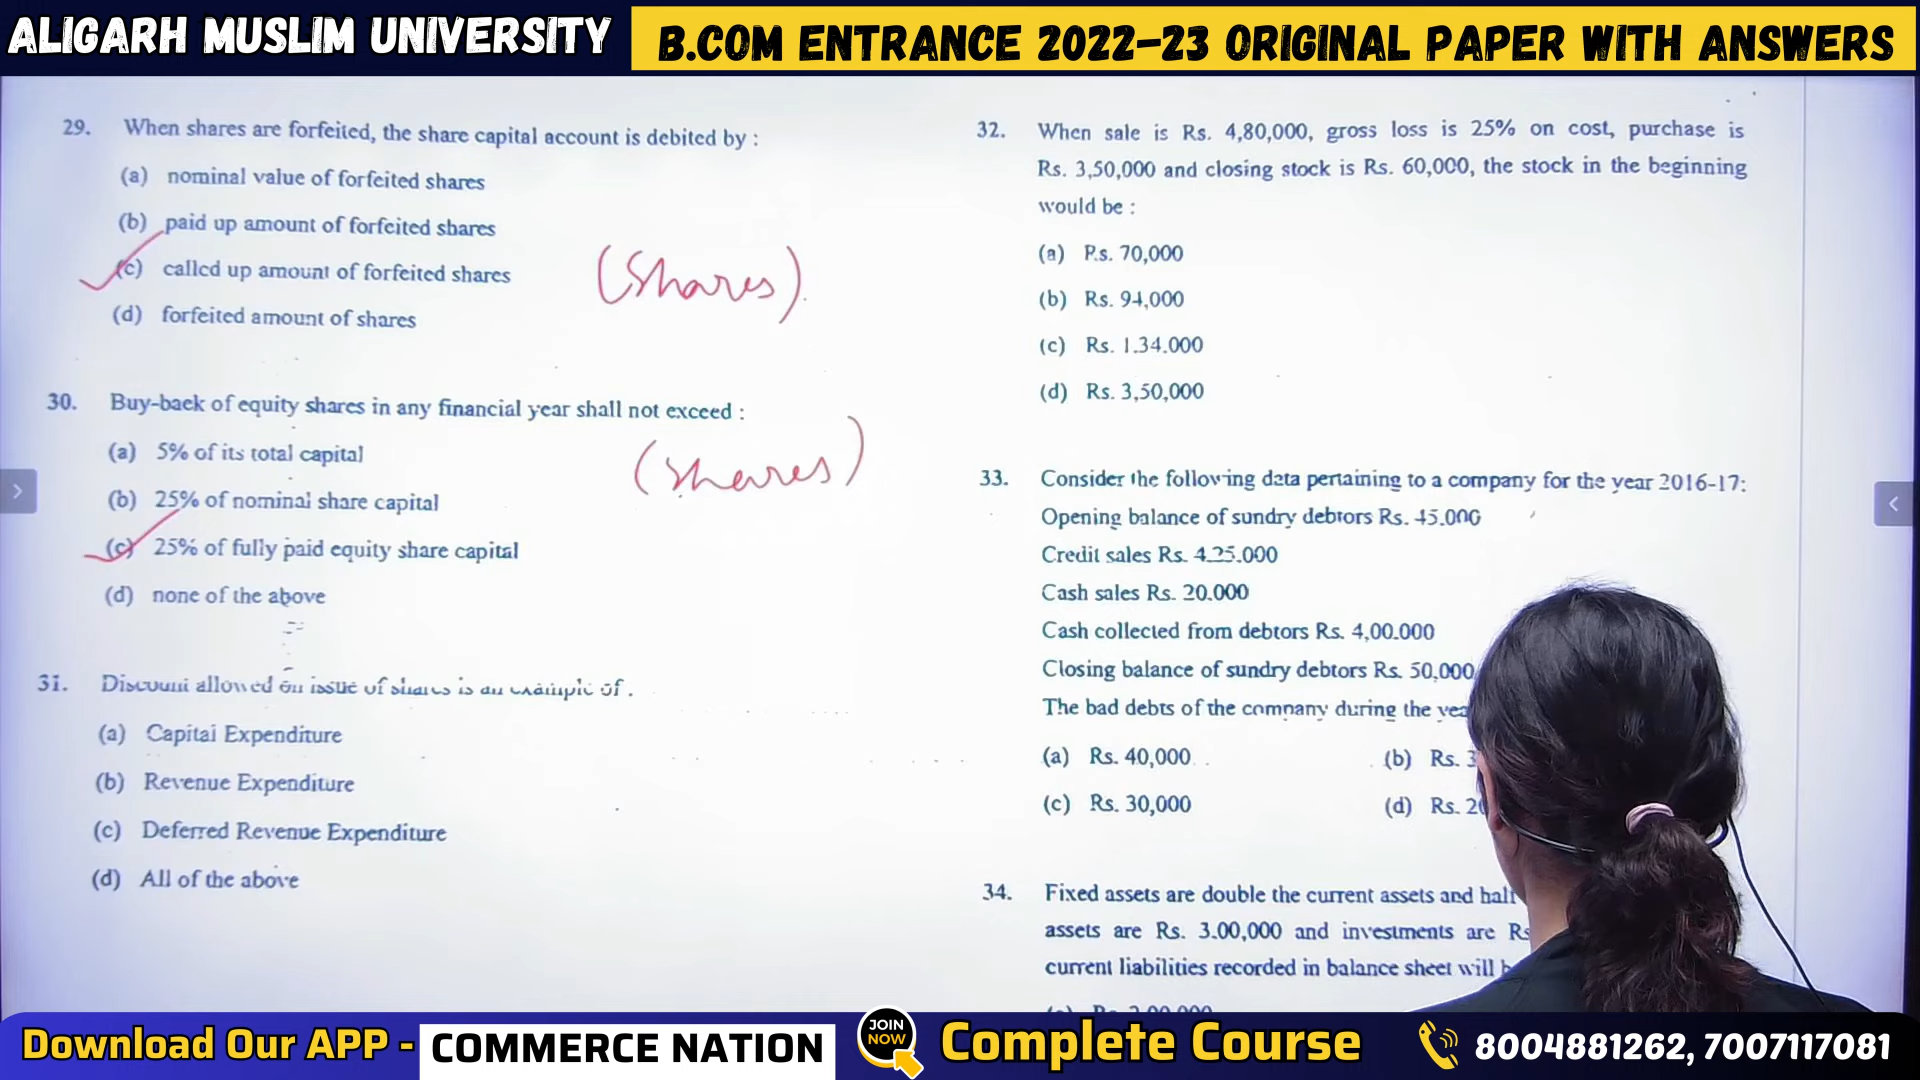 ALIGARH MUSLIM UNIVERSITY
B.COM ENTRANCE 2022-23 ORIGINAL PAPER WITH ANSWERS
29. When shares are forfeited, the share capital account is debited by :
(a) nominal value of forfeited shares
(b) paid up amount of forfeited shares
(c) called up amount of forfeited shares
(d) forfeited amount of shares
(Shares)
30. Buy-back of equity shares in any financial year shall not exceed :
(a) 5% of its total capital
(b) 25% of nominal share capital
(c) 25% of fully paid equity share capital
(d) none of the above
(Shares)
31. Discount allowed on issue of shares is an example of .
(a) Capital Expenditure
(b) Revenue Expenditure
(c) Deferred Revenue Expenditure
(d) All of the above
32. When sale is Rs. 4,80,000, gross loss is 25% on cost, purchase is
Rs. 3,50,000 and closing stock is Rs. 60,000, the stock in the beginning
would be :
(a) Rs. 70,000
(b) Rs. 94,000
(c) Rs. 1.34.000
(d) Rs. 3,50,000
33. Consider the following data pertaining to a company for the year 2016-17:
Opening balance of sundry debtors Rs. 45.000
Credit sales Rs. 4.25.000
Cash sales Rs. 20.000
Cash collected from debtors Rs. 4,00.000
Closing balance of sundry debtors Rs. 50,000
The bad debts of the company during the
(a) Rs. 40,000
(b) Rs. 3
(c) Rs. 30,000
(d) Rs. 20
34. Fixed assets are double the current assets and half
assets are Rs. 3.00,000 and investments are Rs
current liabilities recorded in balance sheet will
Download Our APP - COMMERCE NATION
JOIN
NOW
Complete Course
8004881262, 7007117081